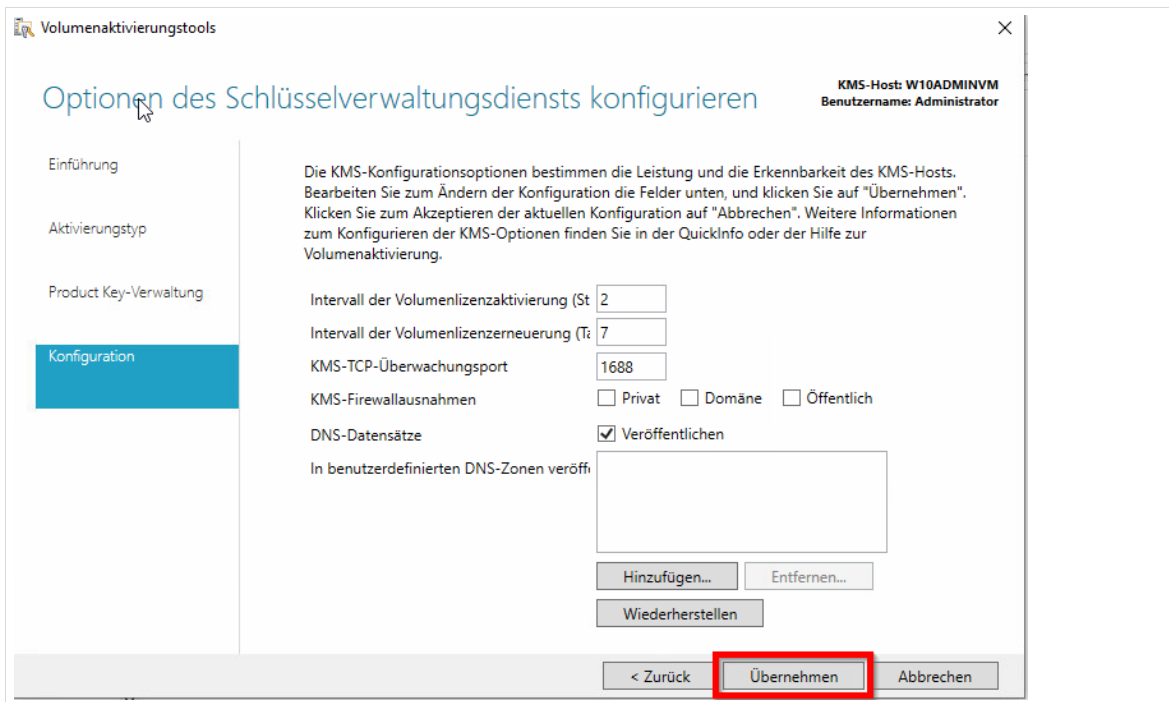 Volumenaktivierungstools
Optionen des Schlüsselverwaltungsdiensts konfigurieren
KMS-Host: W10ADMINVM
Benutzername: Administrator
Einführung
Aktivierungstyp
Product Key-Verwaltung
Konfiguration
Die KMS-Konfigurationsoptionen bestimmen die Leistung und die Erkennbarkeit des KMS-Hosts.
Bearbeiten Sie zum Ändern der Konfiguration die Felder unten, und klicken Sie auf "Übernehmen".
Klicken Sie zum Akzeptieren der aktuellen Konfiguration auf "Abbrechen". Weitere Informationen
zum Konfigurieren der KMS-Optionen finden Sie in der QuickInfo oder der Hilfe zur
Volumenaktivierung.
Intervall der Volumenlizenzaktivierung (St 2
Intervall der Volumenlizenzerneuerung (Ta 7
KMS-TCP-Überwachungsport 1688
KMS-Firewallausnahmen Privat Domäne Öffentlich
DNS-Datensätze Veröffentlichen
In benutzerdefinierten DNS-Zonen veröffe
Hinzufügen... Entfernen...
Wiederherstellen
< Zurück Übernehmen Abbrechen